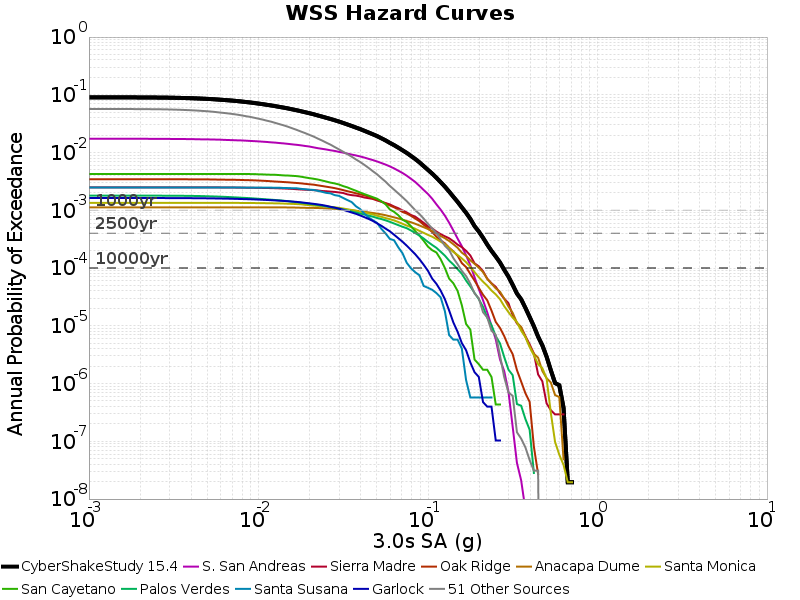 WSS Hazard Curves
Annual Probability of Exceedance
10^0
10^-1
10^-2
10^-3
10^-4
10^-5
10^-6
10^-7
10^-8
1000yr
2500yr
10000yr
10^-3 10^-2 10^-1 10^0 10^1
3.0s SA (g)
CyberShakeStudy 15.4 S. San Andreas Sierra Madre Oak Ridge Anacapa Dume Santa Monica
San Cayetano Palos Verdes Santa Susana Garlock 51 Other Sources